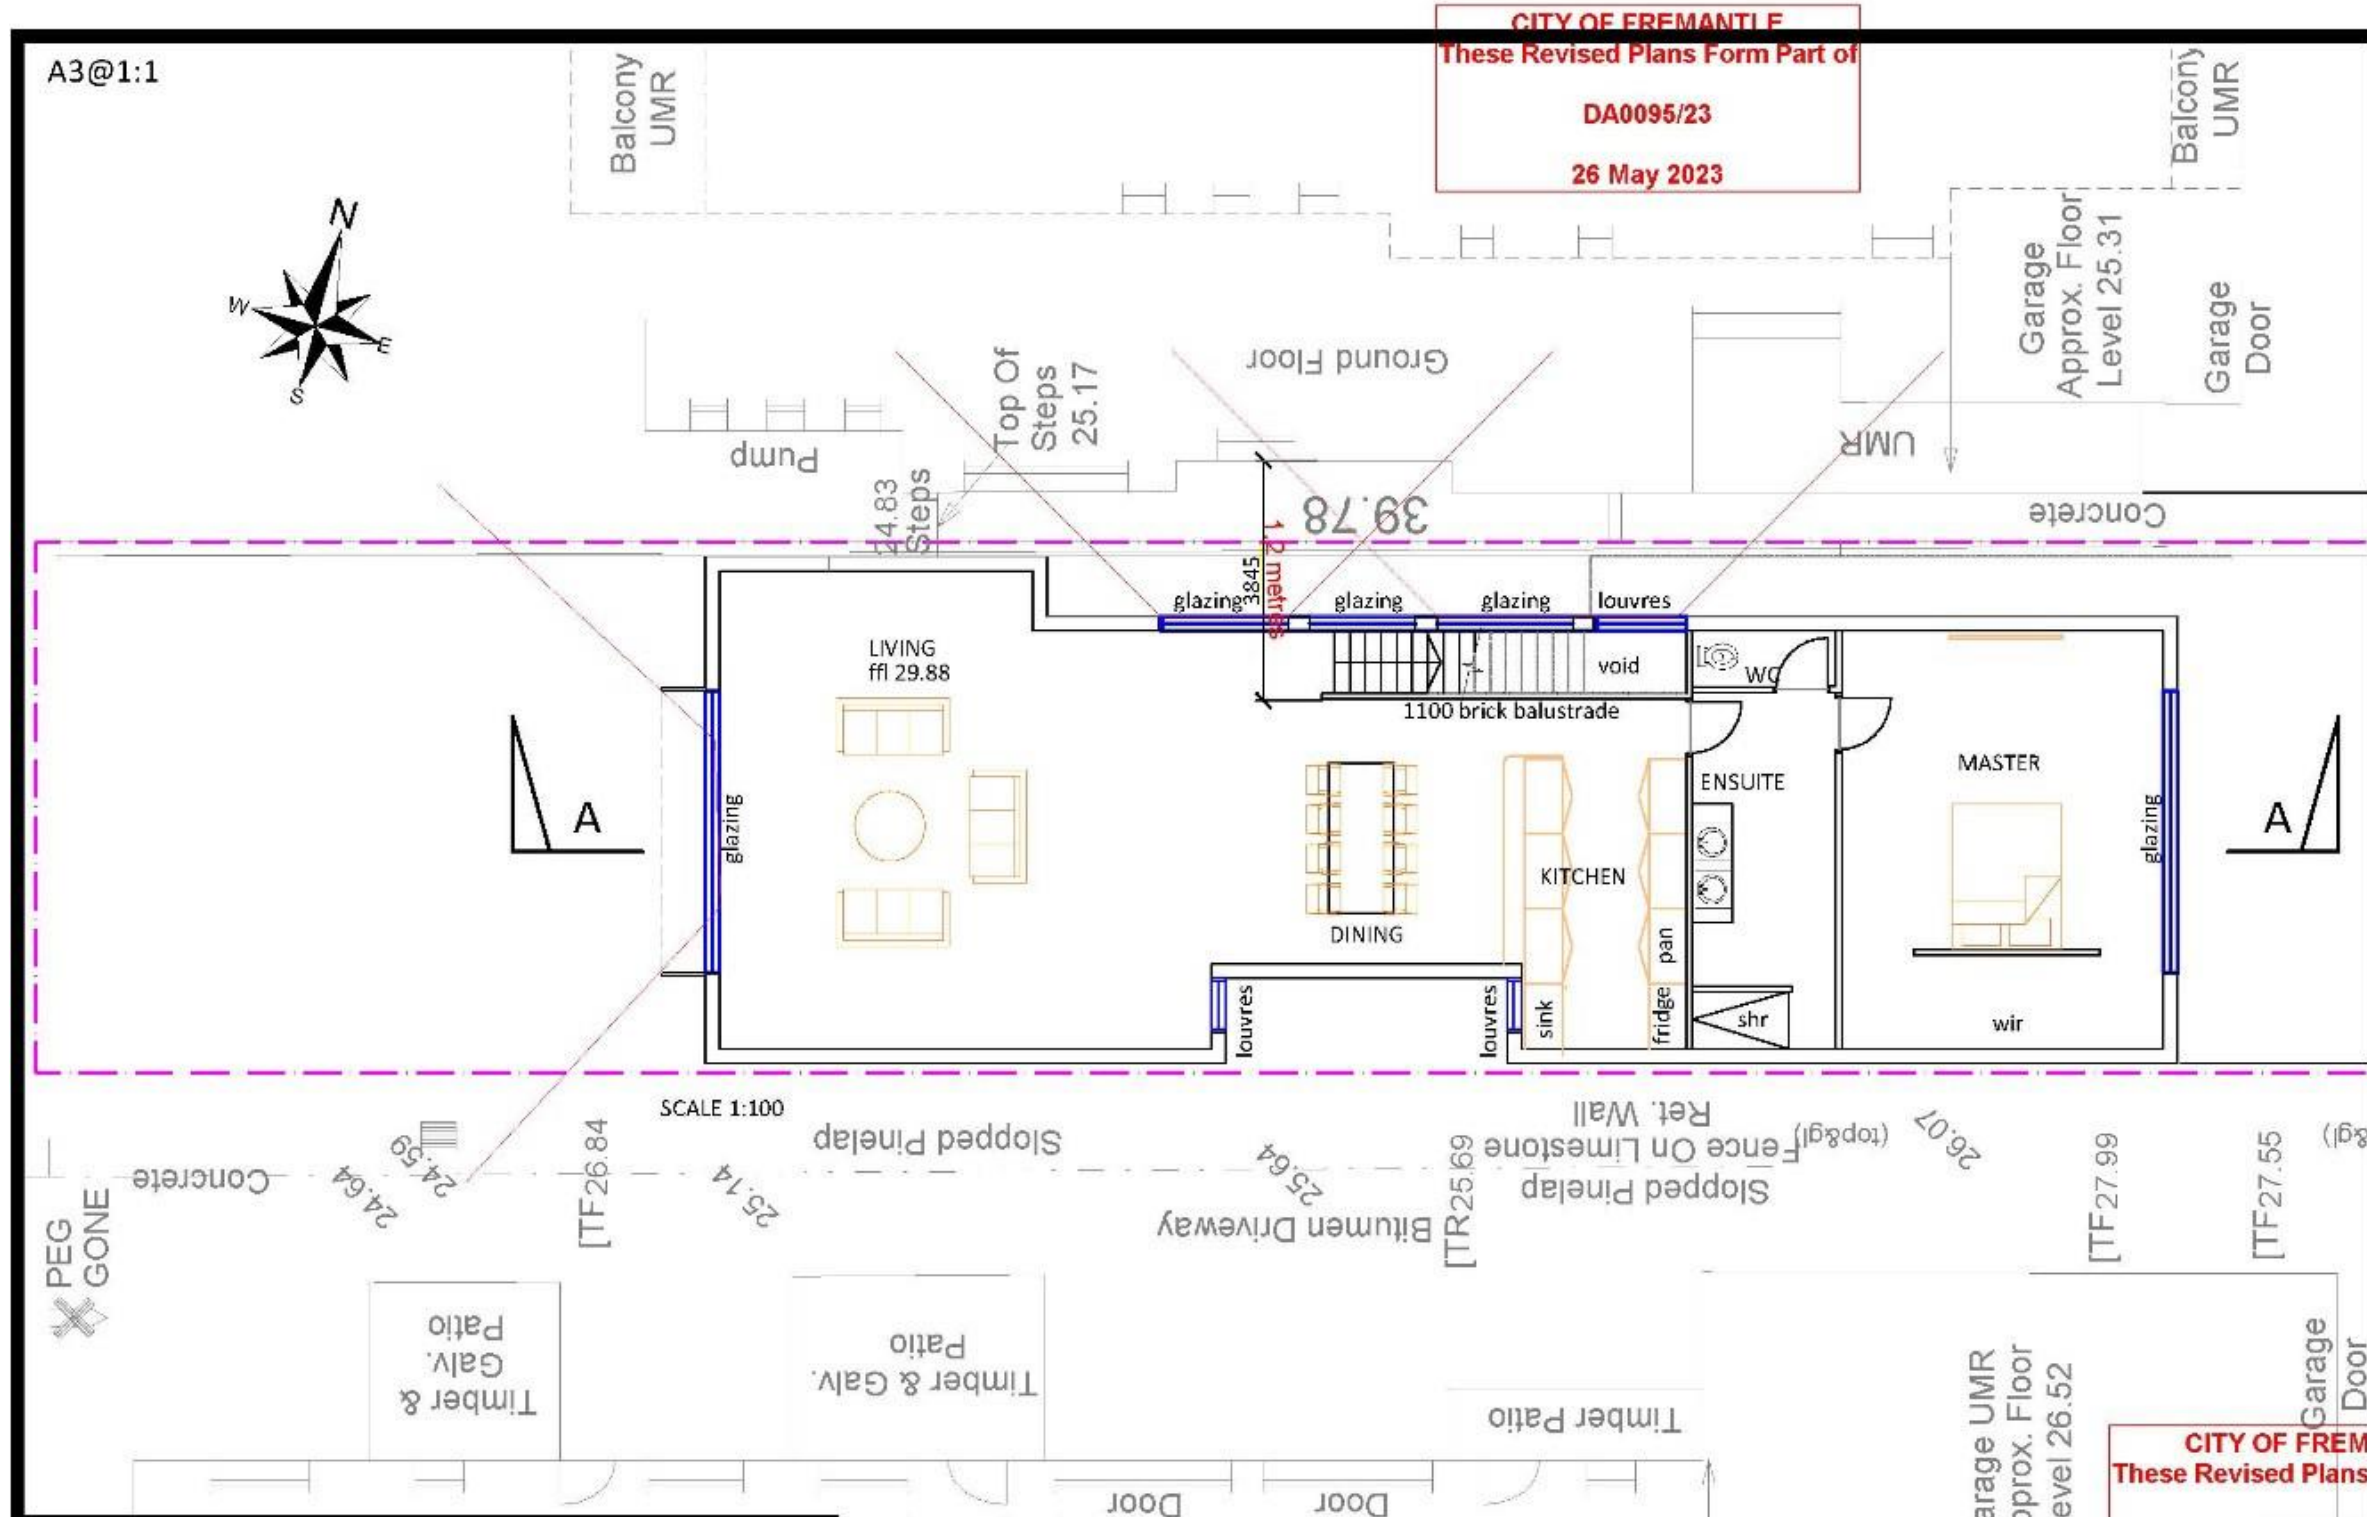 CITY OF FREMANTLE
These Revised Plans Form Part of
DA0095/23
26 May 2023
A3@1:1
Balcony
UMR
Balcony
UMR
N
W
E
S
Garage
Approx. Floor
Level 25.31
Garage
Door
Ground Floor
Top Of
Steps
25.17
Pump
UMR
24.83
Steps
39.78
Concrete
1.2 metres
3845
glazing
glazing
glazing
louvres
LIVING
ffl 29.88
void
WC
1100 brick balustrade
MASTER
ENSUITE
A
glazing
glazing
A
KITCHEN
DINING
pan
louvres
louvres
sink
fridge
shr
wir
SCALE 1:100
Slopped Pinelap
Ret. Wall
Fence On Limestone
Slopped Pinelap
(top&gl)
26.07
Concrete
24.64
24.59
[TF26.84
25.14
25.64
[TR25.69
[TF27.99
[TF27.55
Bitumen Driveway
PEG
GONE
Timber &
Galv.
Patio
Timber & Galv.
Patio
Timber Patio
Door
Door
Garage
Door
evel 26.52
CITY OF FREM
These Revised Plans